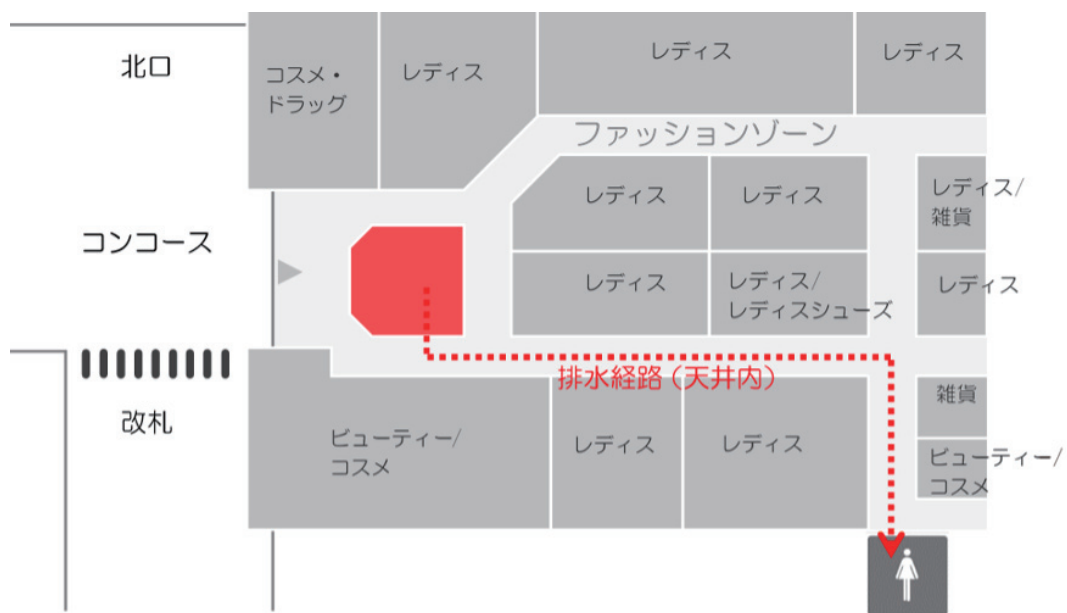 北口
コスメ・
ドラッグ
レディス
レディス
レディス
ファッションゾーン
レディス
レディス
レディス/
雑貨
コンコース
レディス
レディス/
レディスシューズ
レディス
排水経路（天井内）
改札
ビューティー/
コスメ
レディス
レディス
雑貨
ビューティー/
コスメ